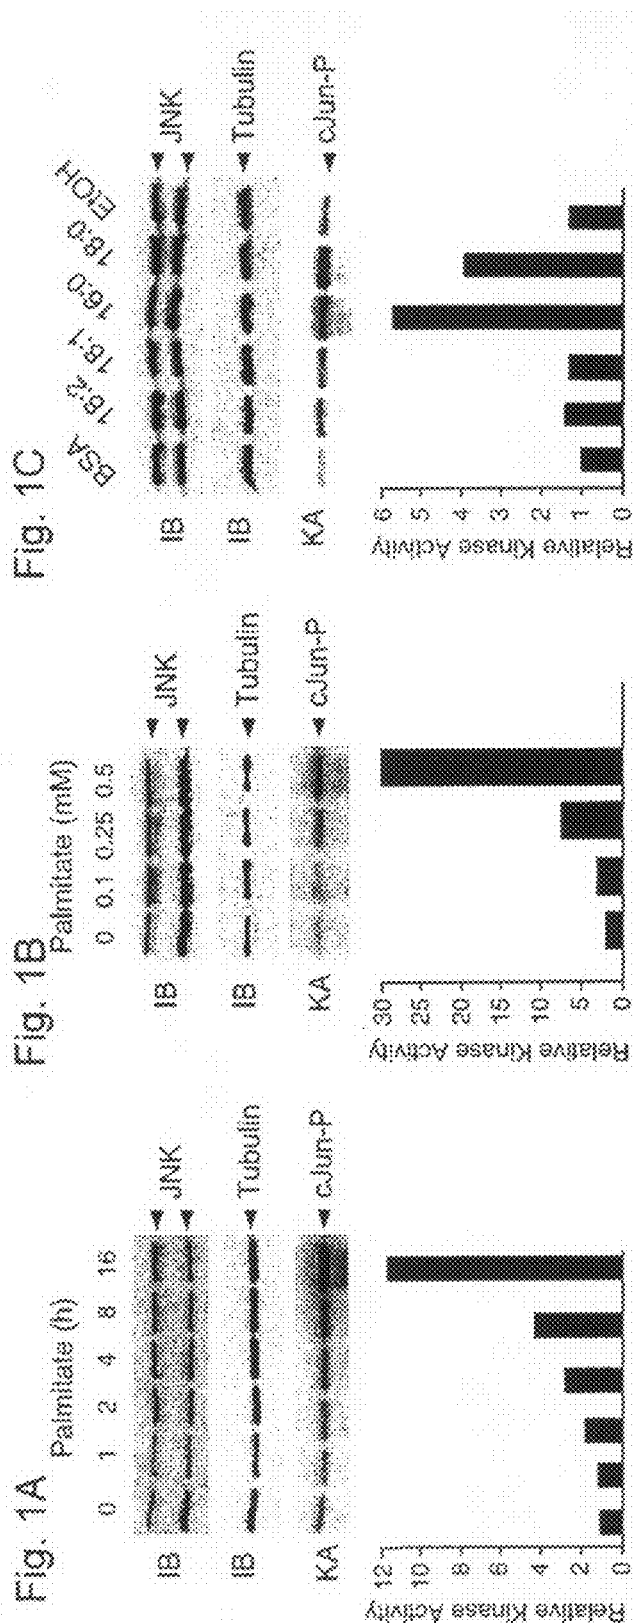 Fig. 1A
Palmitate (h)
0 1 2 4 8 16
IB
JNK
IB
Tubulin
KA
cJun-P
Relative Kinase Activity
12
10
8
6
4
2
0
Fig. 1B
Palmitate (mM)
0 0.1 0.25 0.5
IB
JNK
IB
Tubulin
KA
cJun-P
Relative Kinase Activity
30
25
20
15
10
5
0
Fig. 1C
BSA 18:2 18:1 16:0 18:0 EtOH
IB
JNK
IB
Tubulin
KA
cJun-P
Relative Kinase Activity
6
5
4
3
2
1
0